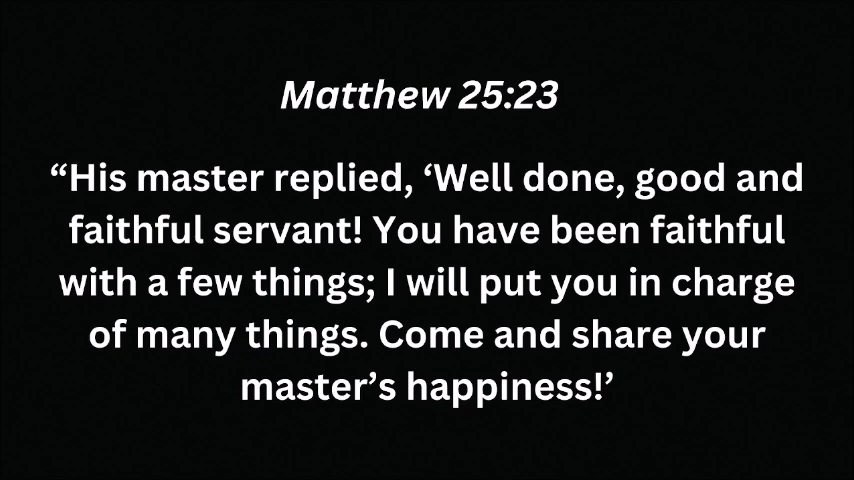 Matthew 25:23
“His master replied, ‘Well done, good and
faithful servant! You have been faithful
with a few things; I will put you in charge
of many things. Come and share your
master’s happiness!’